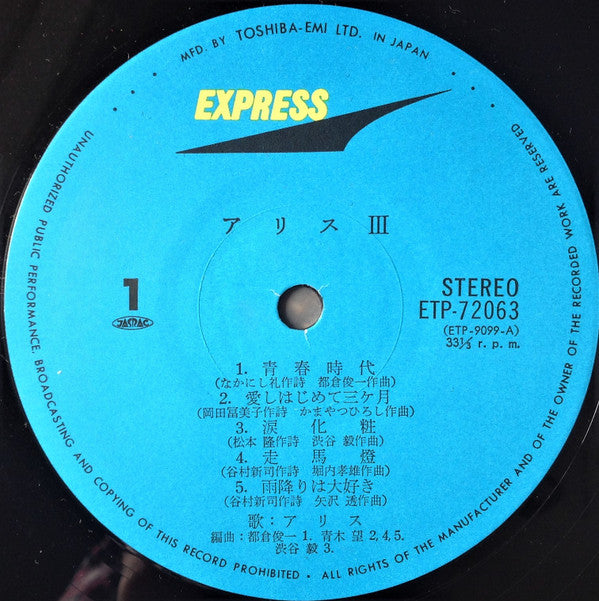 MFD. BY TOSHIBA-EMI LTD. IN JAPAN
EXPRESS
アリス III
1
JASRAC
STEREO
ETP-72063
(ETP-9099-A)
33⅓ r. p. m.
1. 青春時代
(なかにし礼作詩 都倉俊一作曲)
2. 愛しはじめて三ケ月
(岡田冨美子作詩 かまやつひろし作曲)
3. 涙化粧
(松本 隆作詩 渋谷 毅作曲)
4. 走馬燈
(谷村新司作詩 堀内孝雄作曲)
5. 雨降りは大好き
(谷村新司作詩 矢沢 透作曲)
歌：アリス
編曲：都倉俊一 1. 青木 望 2,4,5.
渋谷 毅 3.
UNAUTHORIZED PUBLIC PERFORMANCE. BROADCASTING AND COPYING OF THIS RECORD PROHIBITED • ALL RIGHTS OF THE MANUFACTURER AND OF THE OWNER OF THE RECORDED WORK ARE RESERVED